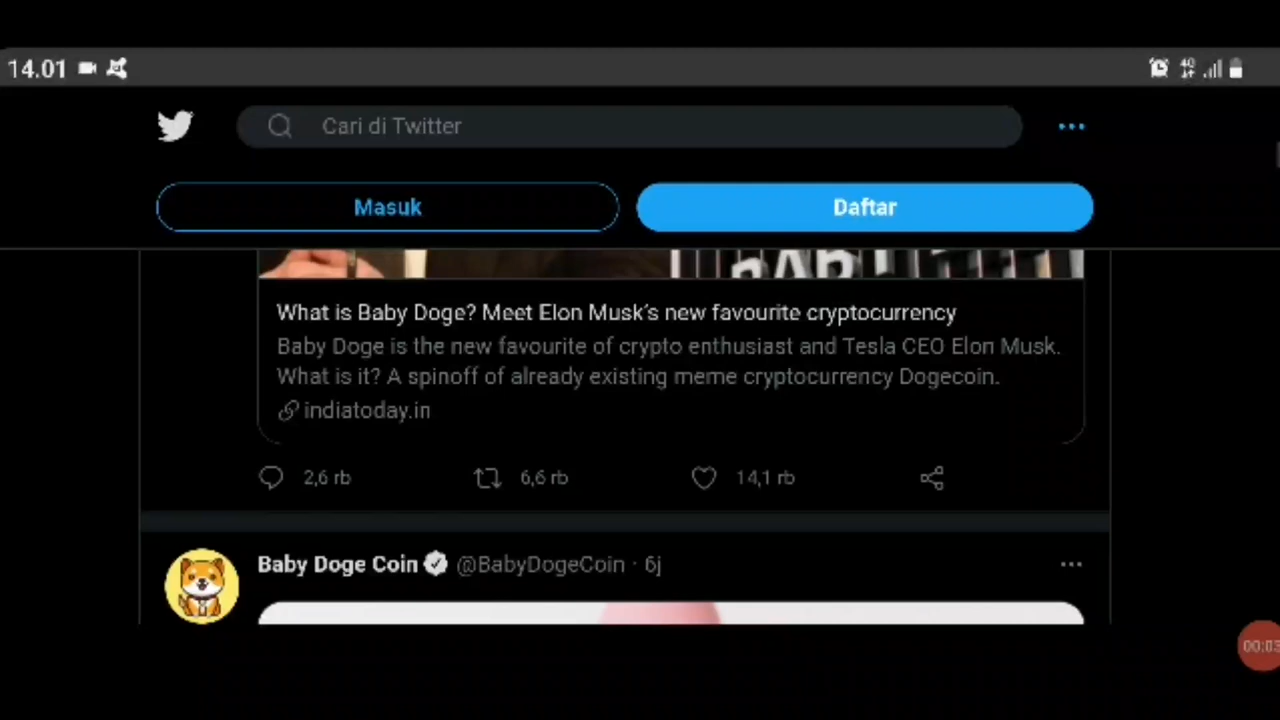 14.01
4G
Cari di Twitter
Masuk
Daftar
What is Baby Doge? Meet Elon Musk's new favourite cryptocurrency
Baby Doge is the new favourite of crypto enthusiast and Tesla CEO Elon Musk.
What is it? A spinoff of already existing meme cryptocurrency Dogecoin.
indiatoday.in
2,6 rb 6,6 rb 14,1 rb
Baby Doge Coin @BabyDogeCoin · 6j
00:03